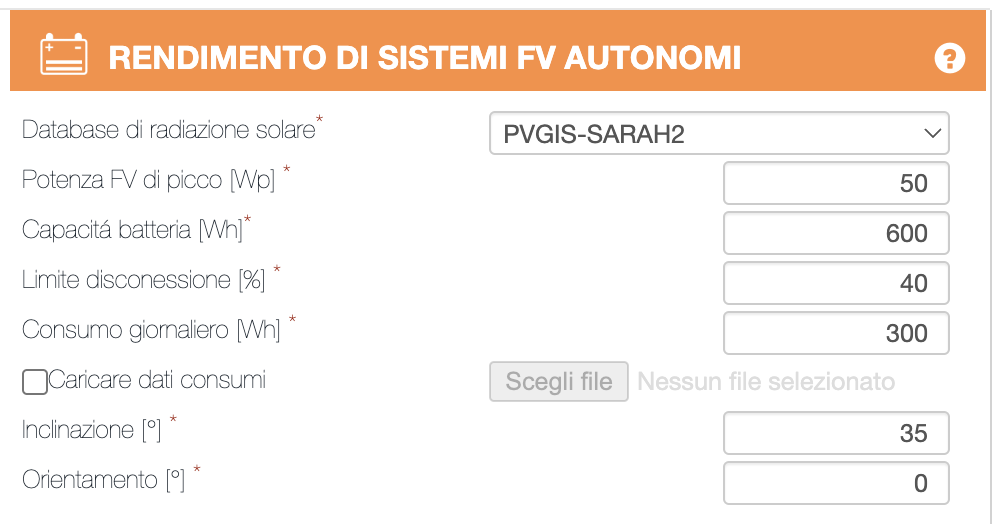 RENDIMENTO DI SISTEMI FV AUTONOMI ?
Database di radiazione solare* PVGIS-SARAH2
Potenza FV di picco [Wp] * 50
Capacitá batteria [Wh]* 600
Limite disconessione [%] * 40
Consumo giornaliero [Wh] * 300
Caricare dati consumi Scegli file Nessun file selezionato
Inclinazione [°] * 35
Orientamento [°] * 0